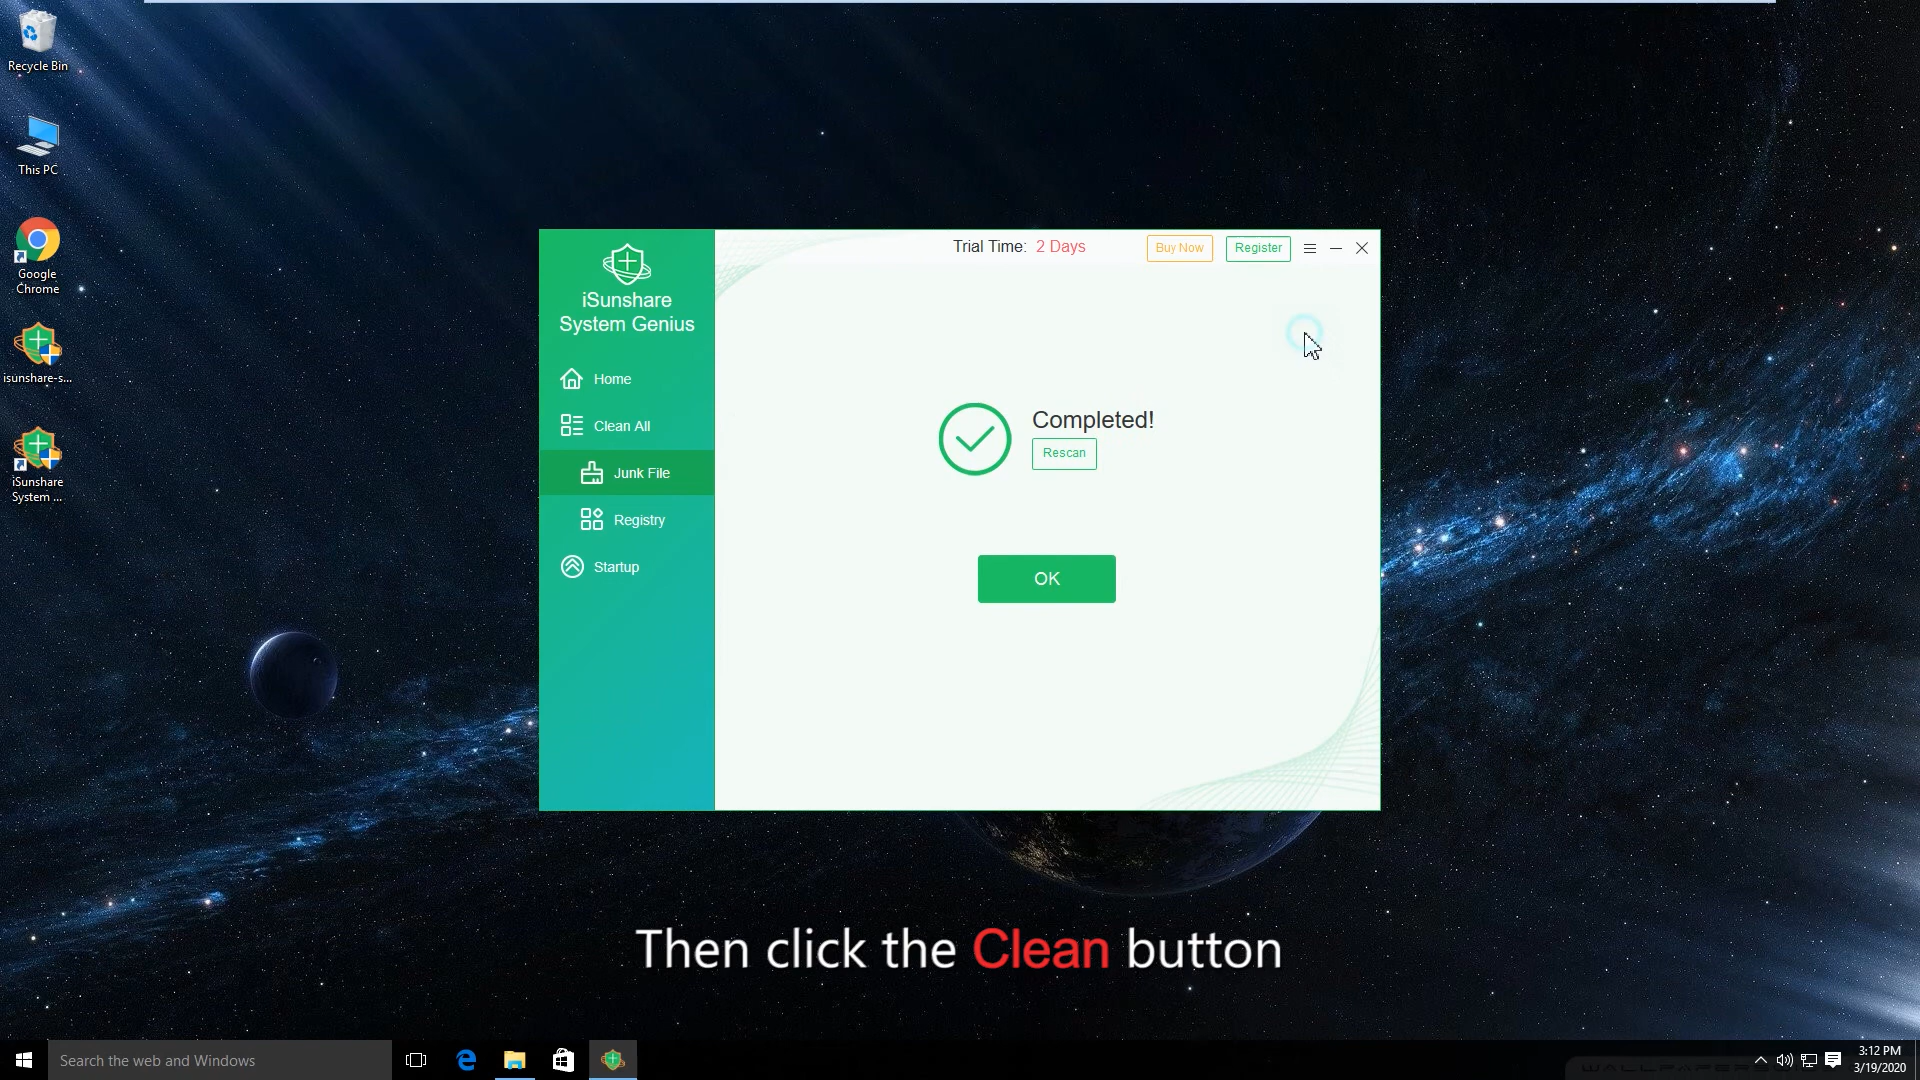 Recycle Bin
This PC
Google
Chrome
isunshare-s...
iSunshare
System ...
iSunshare
System Genius
Home
Clean All
Junk File
Registry
Startup
Trial Time: 2 Days
Buy Now
Register
Completed!
Rescan
OK
Then click the Clean button
Search the web and Windows
3:12 PM
3/19/2020